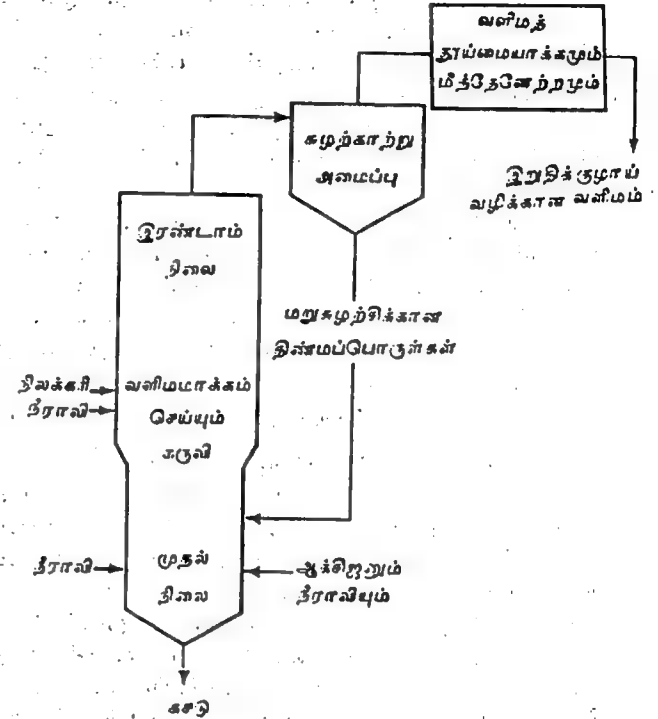 வளிமத்
தூய்மையாக்கமும்
மீத்தேனேற்றமும்
சுழற்காற்று
அமைப்பு
இறுதிக்குழாய்
வழிக்கான வளிமம்
இரண்டாம்
நிலை
மறுசுழற்சிக்கான
திண்மப்பொருள்கள்
நிலக்கரி
நீராவி
வளிமமாக்கம்
செய்யும்
கருவி
நீராவி
முதல்
நிலை
ஆக்சிஜனும்
நீராவியும்
கசடு